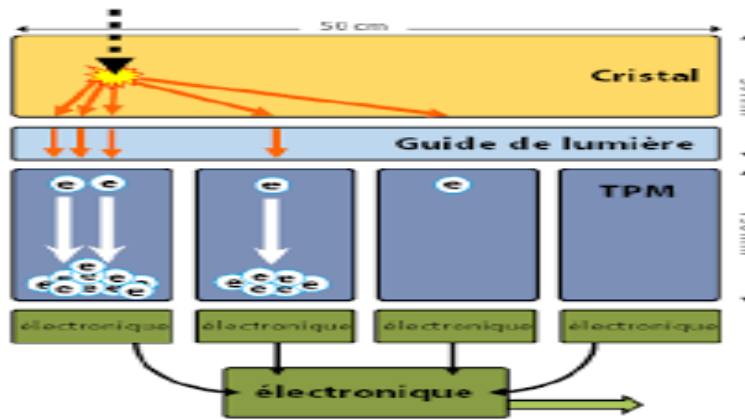 50 cm
Cristal
Guide de lumière
e e e e
TPM
électronique électronique électronique électronique
électronique